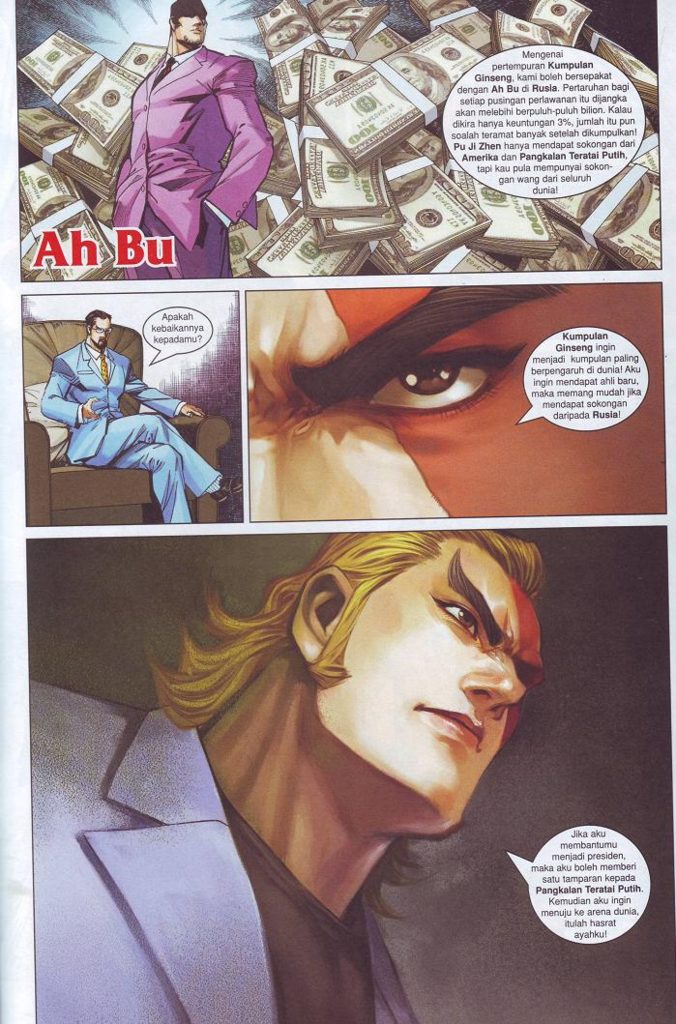 Mengenai
pertempuran Kumpulan
Ginseng, kami boleh bersepakat
dengan Ah Bu di Rusia. Pertaruhan bagi
setiap pusingan perlawanan itu dijangka
akan melebihi berpuluh-puluh bilion. Kalau
dikira hanya keuntungan 3%, jumlah itu pun
soalah teramat banyak setelah dikumpulkan!
Pu Ji Zhen hanya mendapat sokongan dari
Amerika dan Pangkalan Teratai Putih,
tapi kau pula mempunyai sokon-
gan wang dari seluruh
dunia!
Ah Bu
Apakah
kebaikannya
kepadamu?
Kumpulan
Ginseng ingin
menjadi kumpulan paling
berpengaruh di dunia! Aku
ingin mendapat ahli baru,
maka memang mudah jika
mendapat sokongan
daripada Rusia!
Jika aku
membantumu
menjadi presiden,
maka aku boleh memberi
satu tamparan kepada
Pangkalan Teratai Putih.
Kemudian aku ingin
menuju ke arena dunia,
itulah hasrat
ayahku!